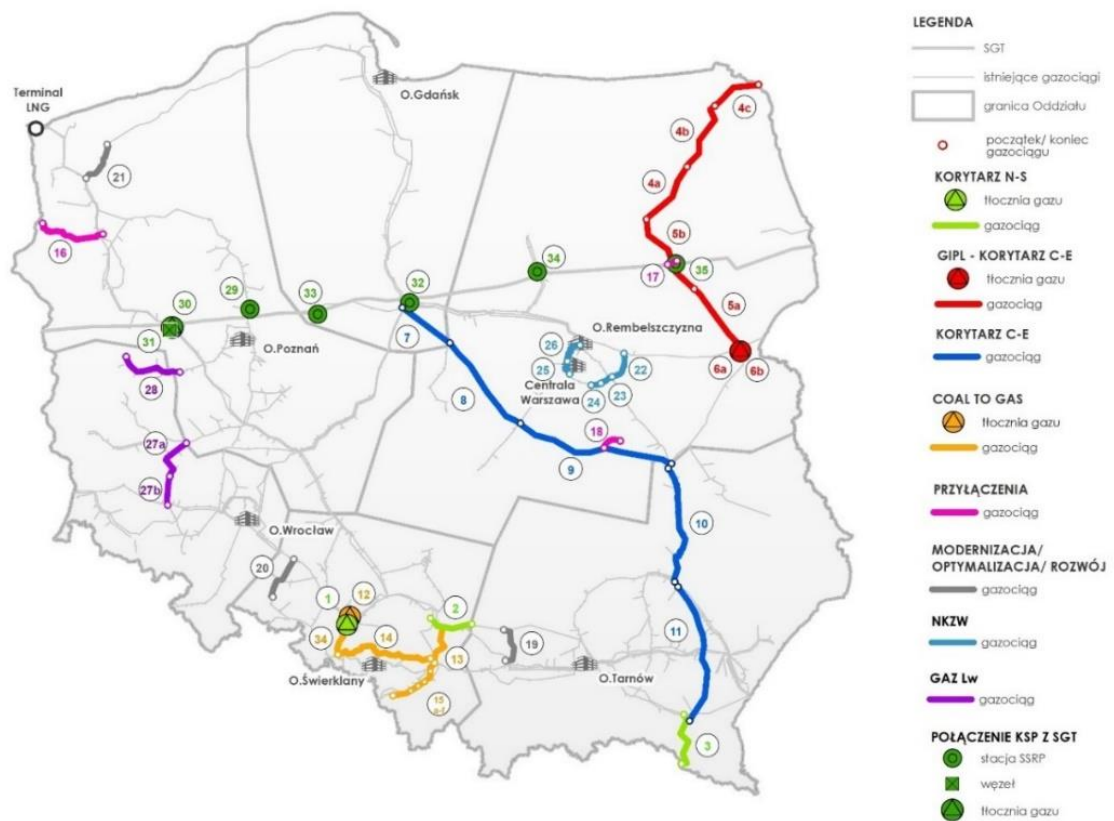 O.Gdańsk
Terminal
LNG
4c
4b
21
4a
16
5b
34
17
35
32
30
29
33
5a
31
O.Poznań
7
26
O.Rembelszczyzna
25
22
6a
6b
28
Centrala
Warszawa
24
23
8
27a
18
9
27b
10
O.Wrocław
20
1
12
2
11
34
14
13
19
O.Świerklany
O.Tarnów
15
3
LEGENDA
SGT
istniejące gazociągi
granica Oddziału
początek/ koniec
gazociągu
KORYTARZ N-S
tłocznia gazu
gazociąg
GIPL - KORYTARZ C-E
tłocznia gazu
gazociąg
KORYTARZ C-E
gazociąg
COAL TO GAS
tłocznia gazu
gazociąg
PRZYŁĄCZENIA
gazociąg
MODERNIZACJA/
OPTYMALIZACJA/ ROZWÓJ
gazociąg
NKZW
gazociąg
GAZ Lw
gazociąg
POŁĄCZENIE KSP Z SGT
stacja SSRP
węzeł
tłocznia gazu